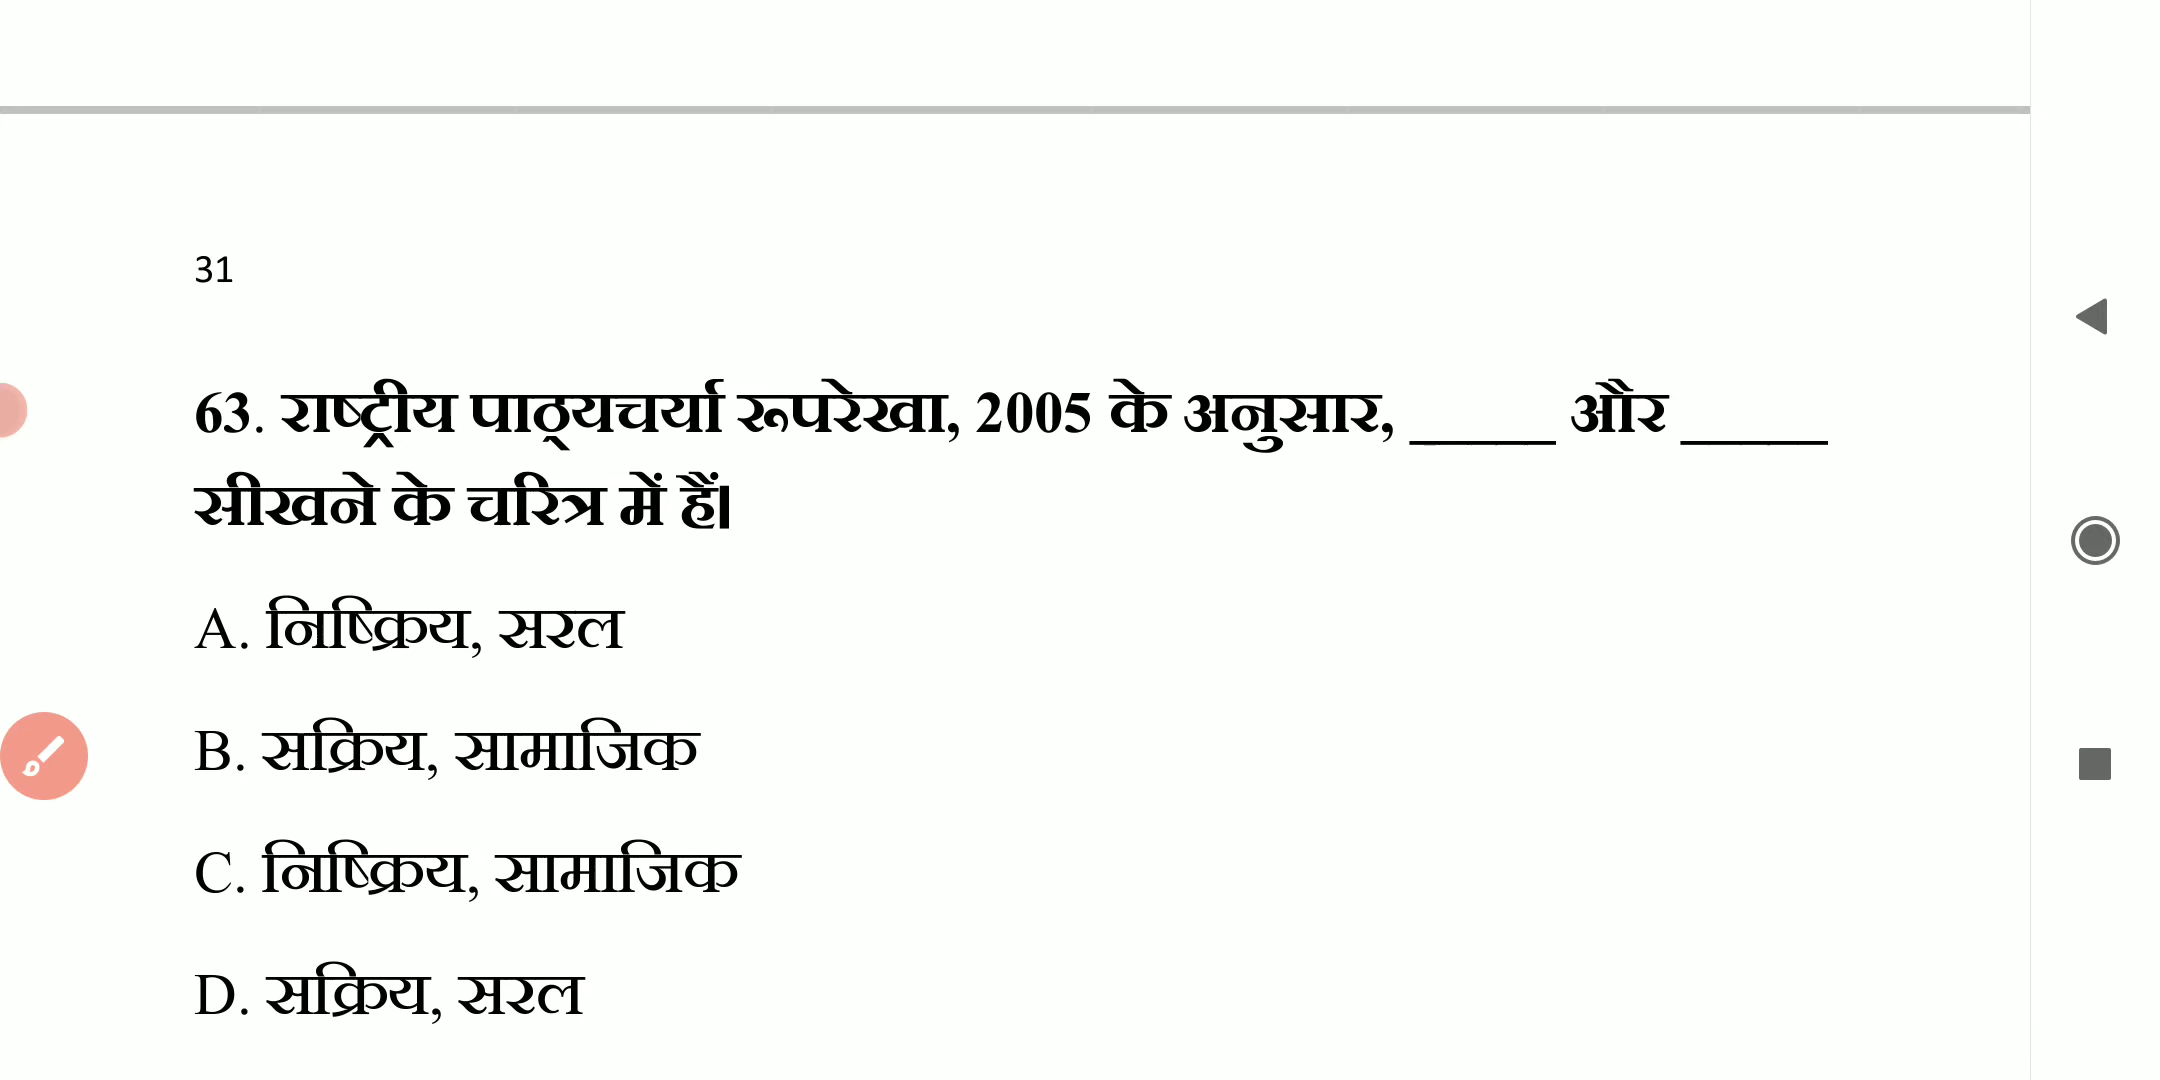 31
63. राष्ट्रीय पाठ्यचर्या रूपरेखा, 2005 के अनुसार, _____ और _____
सीखने के चरित्र में हैं।
A. निष्क्रिय, सरल
B. सक्रिय, सामाजिक
C. निष्क्रिय, सामाजिक
D. सक्रिय, सरल